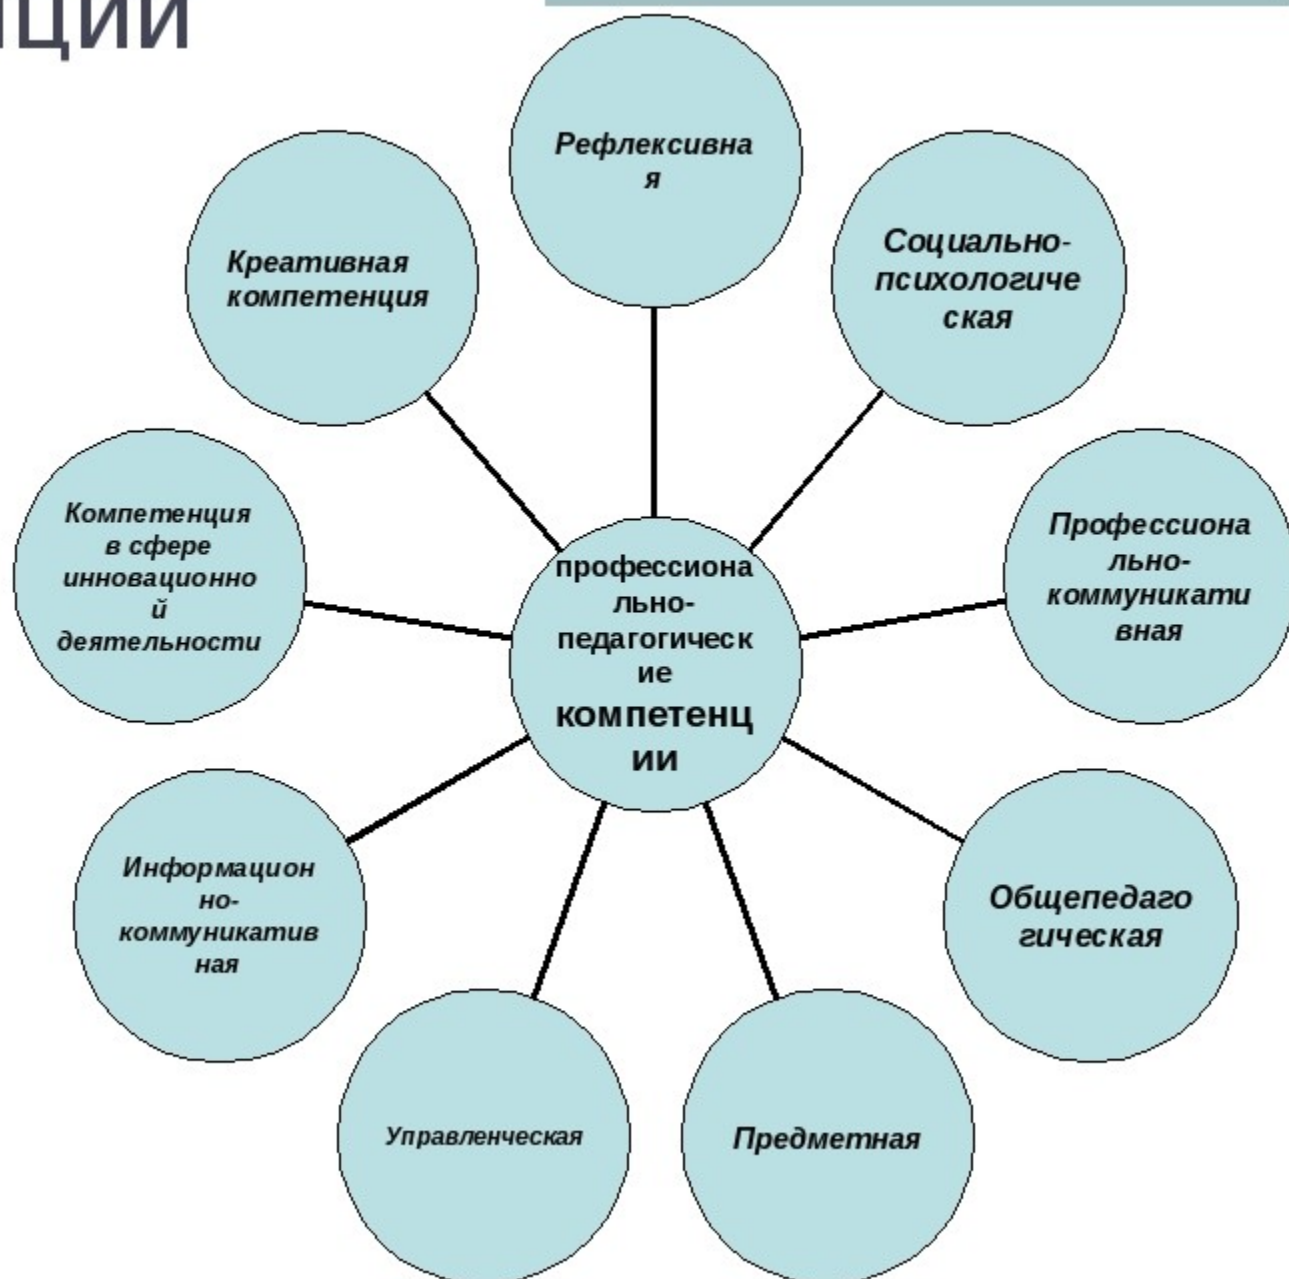 Рефлексивна
я
Социально-
психологиче
ская
Профессиона
льно-
коммуникати
вная
Общепедаго
гическая
Предметная
Управленческая
Информацион
но-
коммуникатив
ная
Компетенция
в сфере
инновационно
й
деятельности
Креативная
компетенция
профессиона
льно-
педагогическ
ие
компетенц
ии